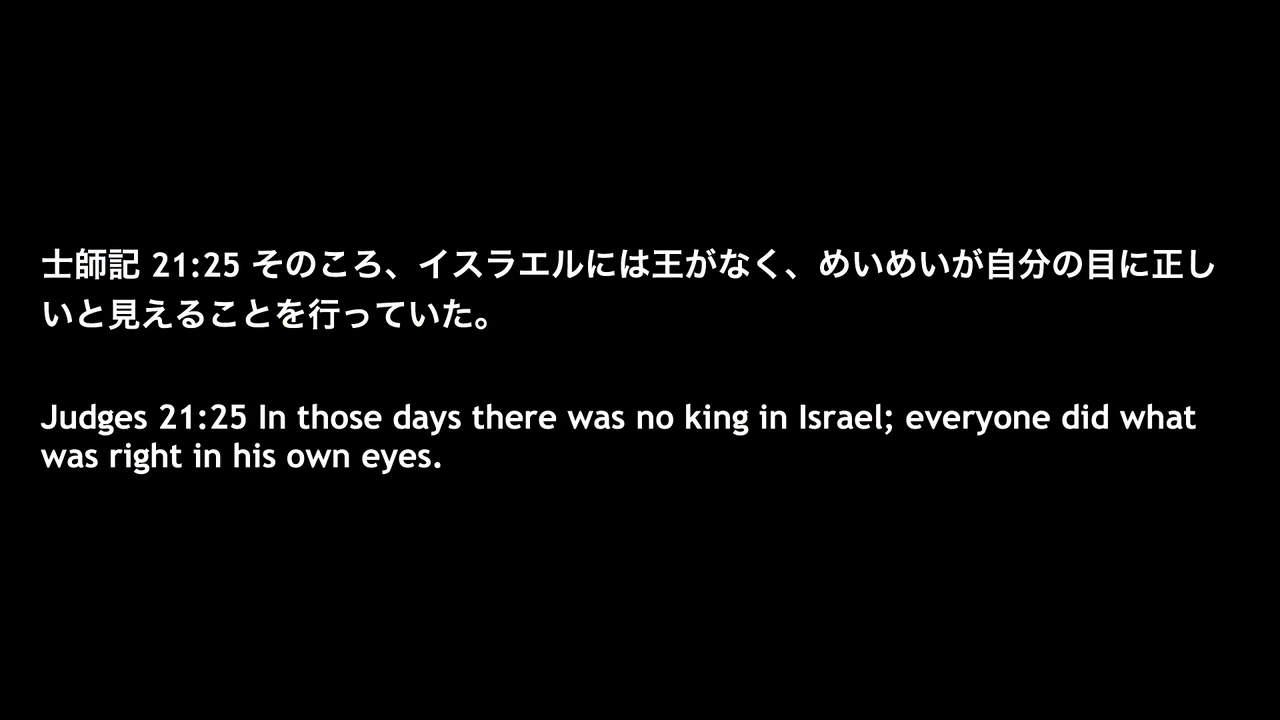 士師記 21:25 そのころ、イスラエルには王がなく、めいめいが自分の目に正し
いと見えることを行っていた。
Judges 21:25 In those days there was no king in Israel; everyone did what
was right in his own eyes.